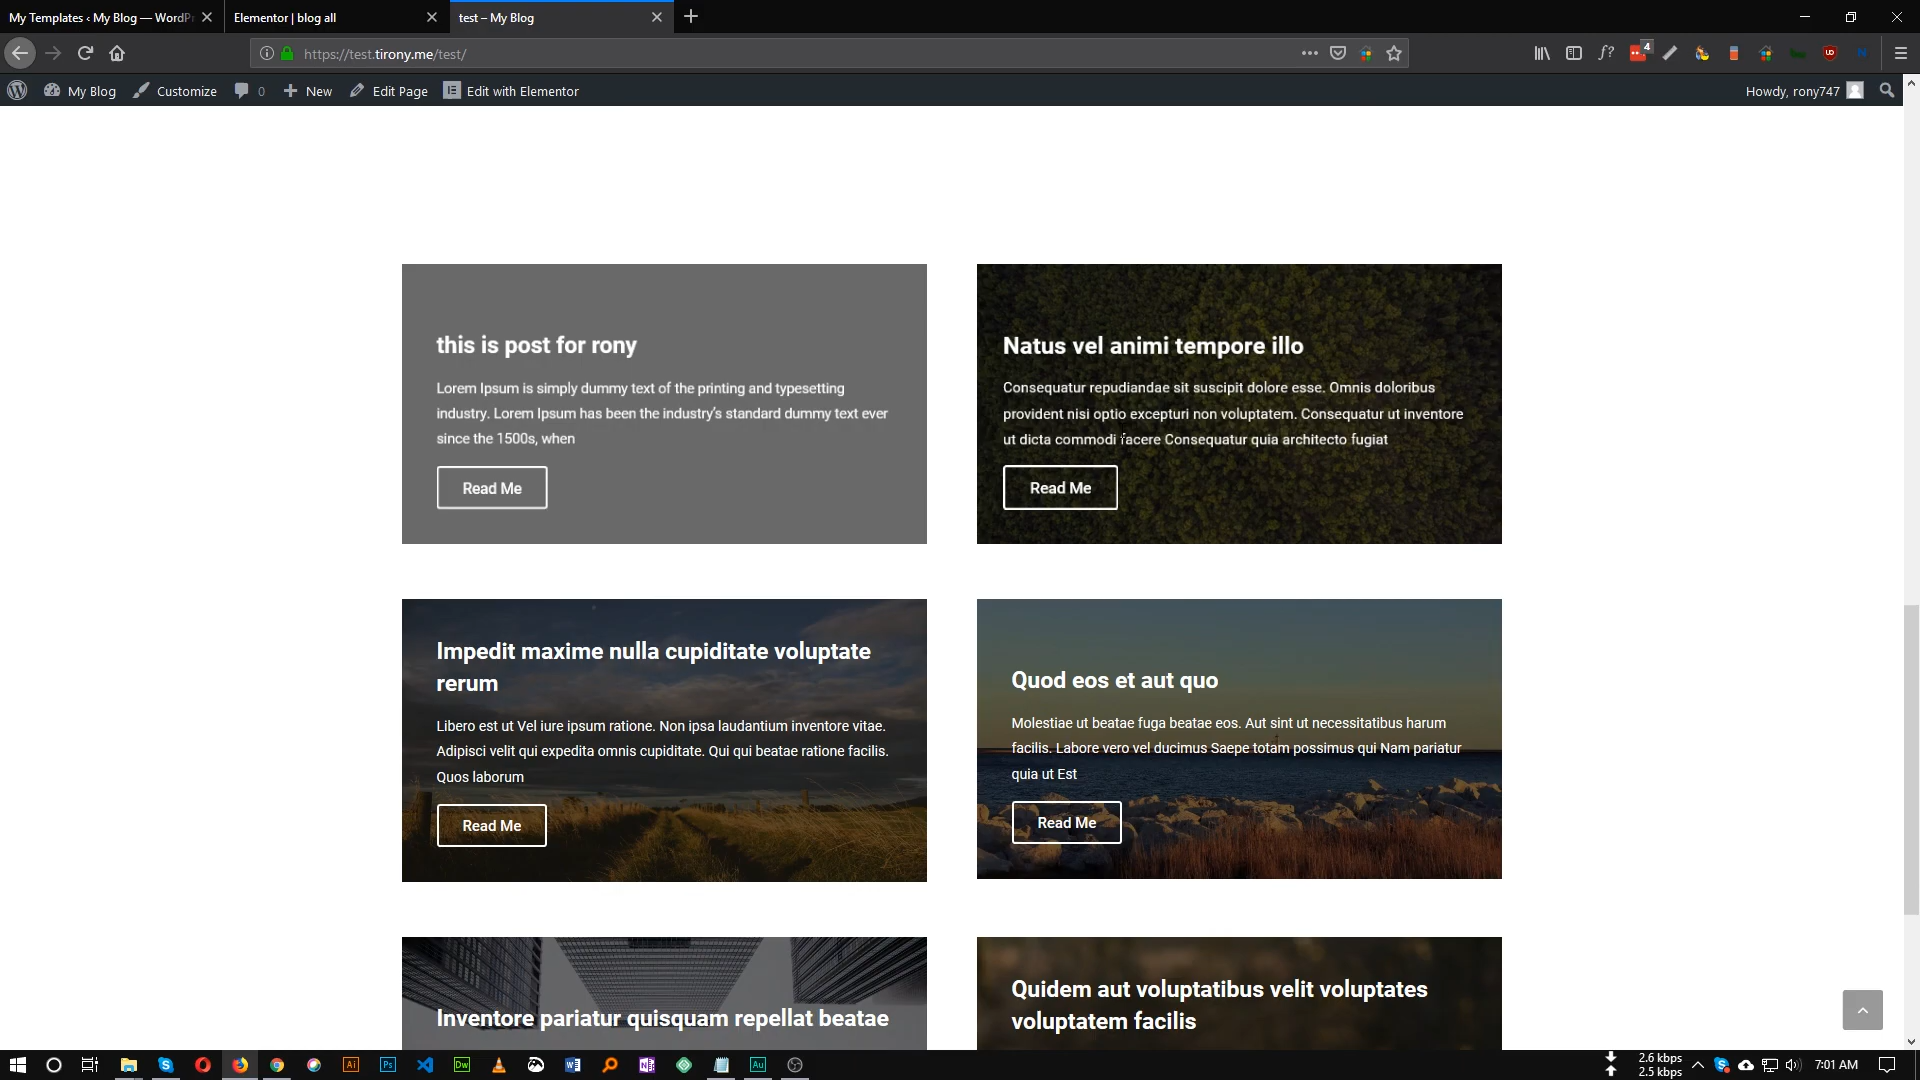 My Templates ‹ My Blog — WordPr
Elementor | blog all
test – My Blog
https://test.tirony.me/test/
4
My Blog
Customize
0
New
Edit Page
Edit with Elementor
Howdy, rony747
this is post for rony
Lorem Ipsum is simply dummy text of the printing and typesetting
industry. Lorem Ipsum has been the industry's standard dummy text ever
since the 1500s, when
Read Me
Natus vel animi tempore illo
Consequatur repudiandae sit suscipit dolore esse. Omnis doloribus
provident nisi optio excepturi non voluptatem. Consequatur ut inventore
ut dicta commodi facere Consequatur quia architecto fugiat
Read Me
Impedit maxime nulla cupiditate voluptate
rerum
Libero est ut Vel iure ipsum ratione. Non ipsa laudantium inventore vitae.
Adipisci velit qui expedita omnis cupiditate. Qui qui beatae ratione facilis.
Quos laborum
Read Me
Quod eos et aut quo
Molestiae ut beatae fuga beatae eos. Aut sint ut necessitatibus harum
facilis. Labore vero vel ducimus Saepe totam possimus qui Nam pariatur
quia ut Est
Read Me
Inventore pariatur quisquam repellat beatae
Quidem aut voluptatibus velit voluptates
voluptatem facilis
Ai
Ps
Dw
Au
2.6 kbps
2.5 kbps
7:01 AM